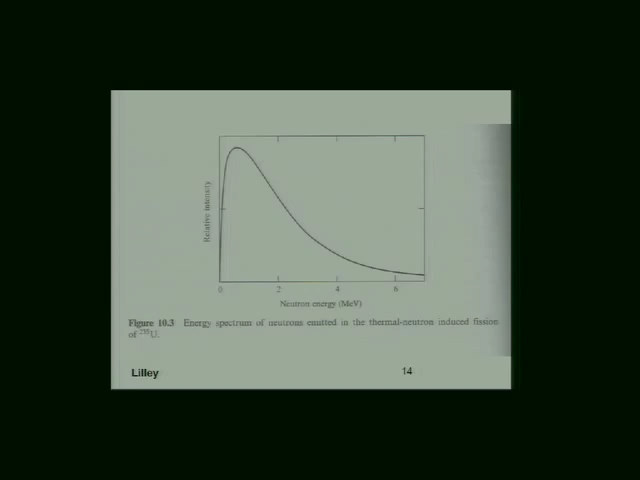 Relative intensity
0 2 4 6
Neutron energy (MeV)
Figure 10.3 Energy spectrum of neutrons emitted in the thermal-neutron induced fission
of ²³⁵U.
Lilley 14